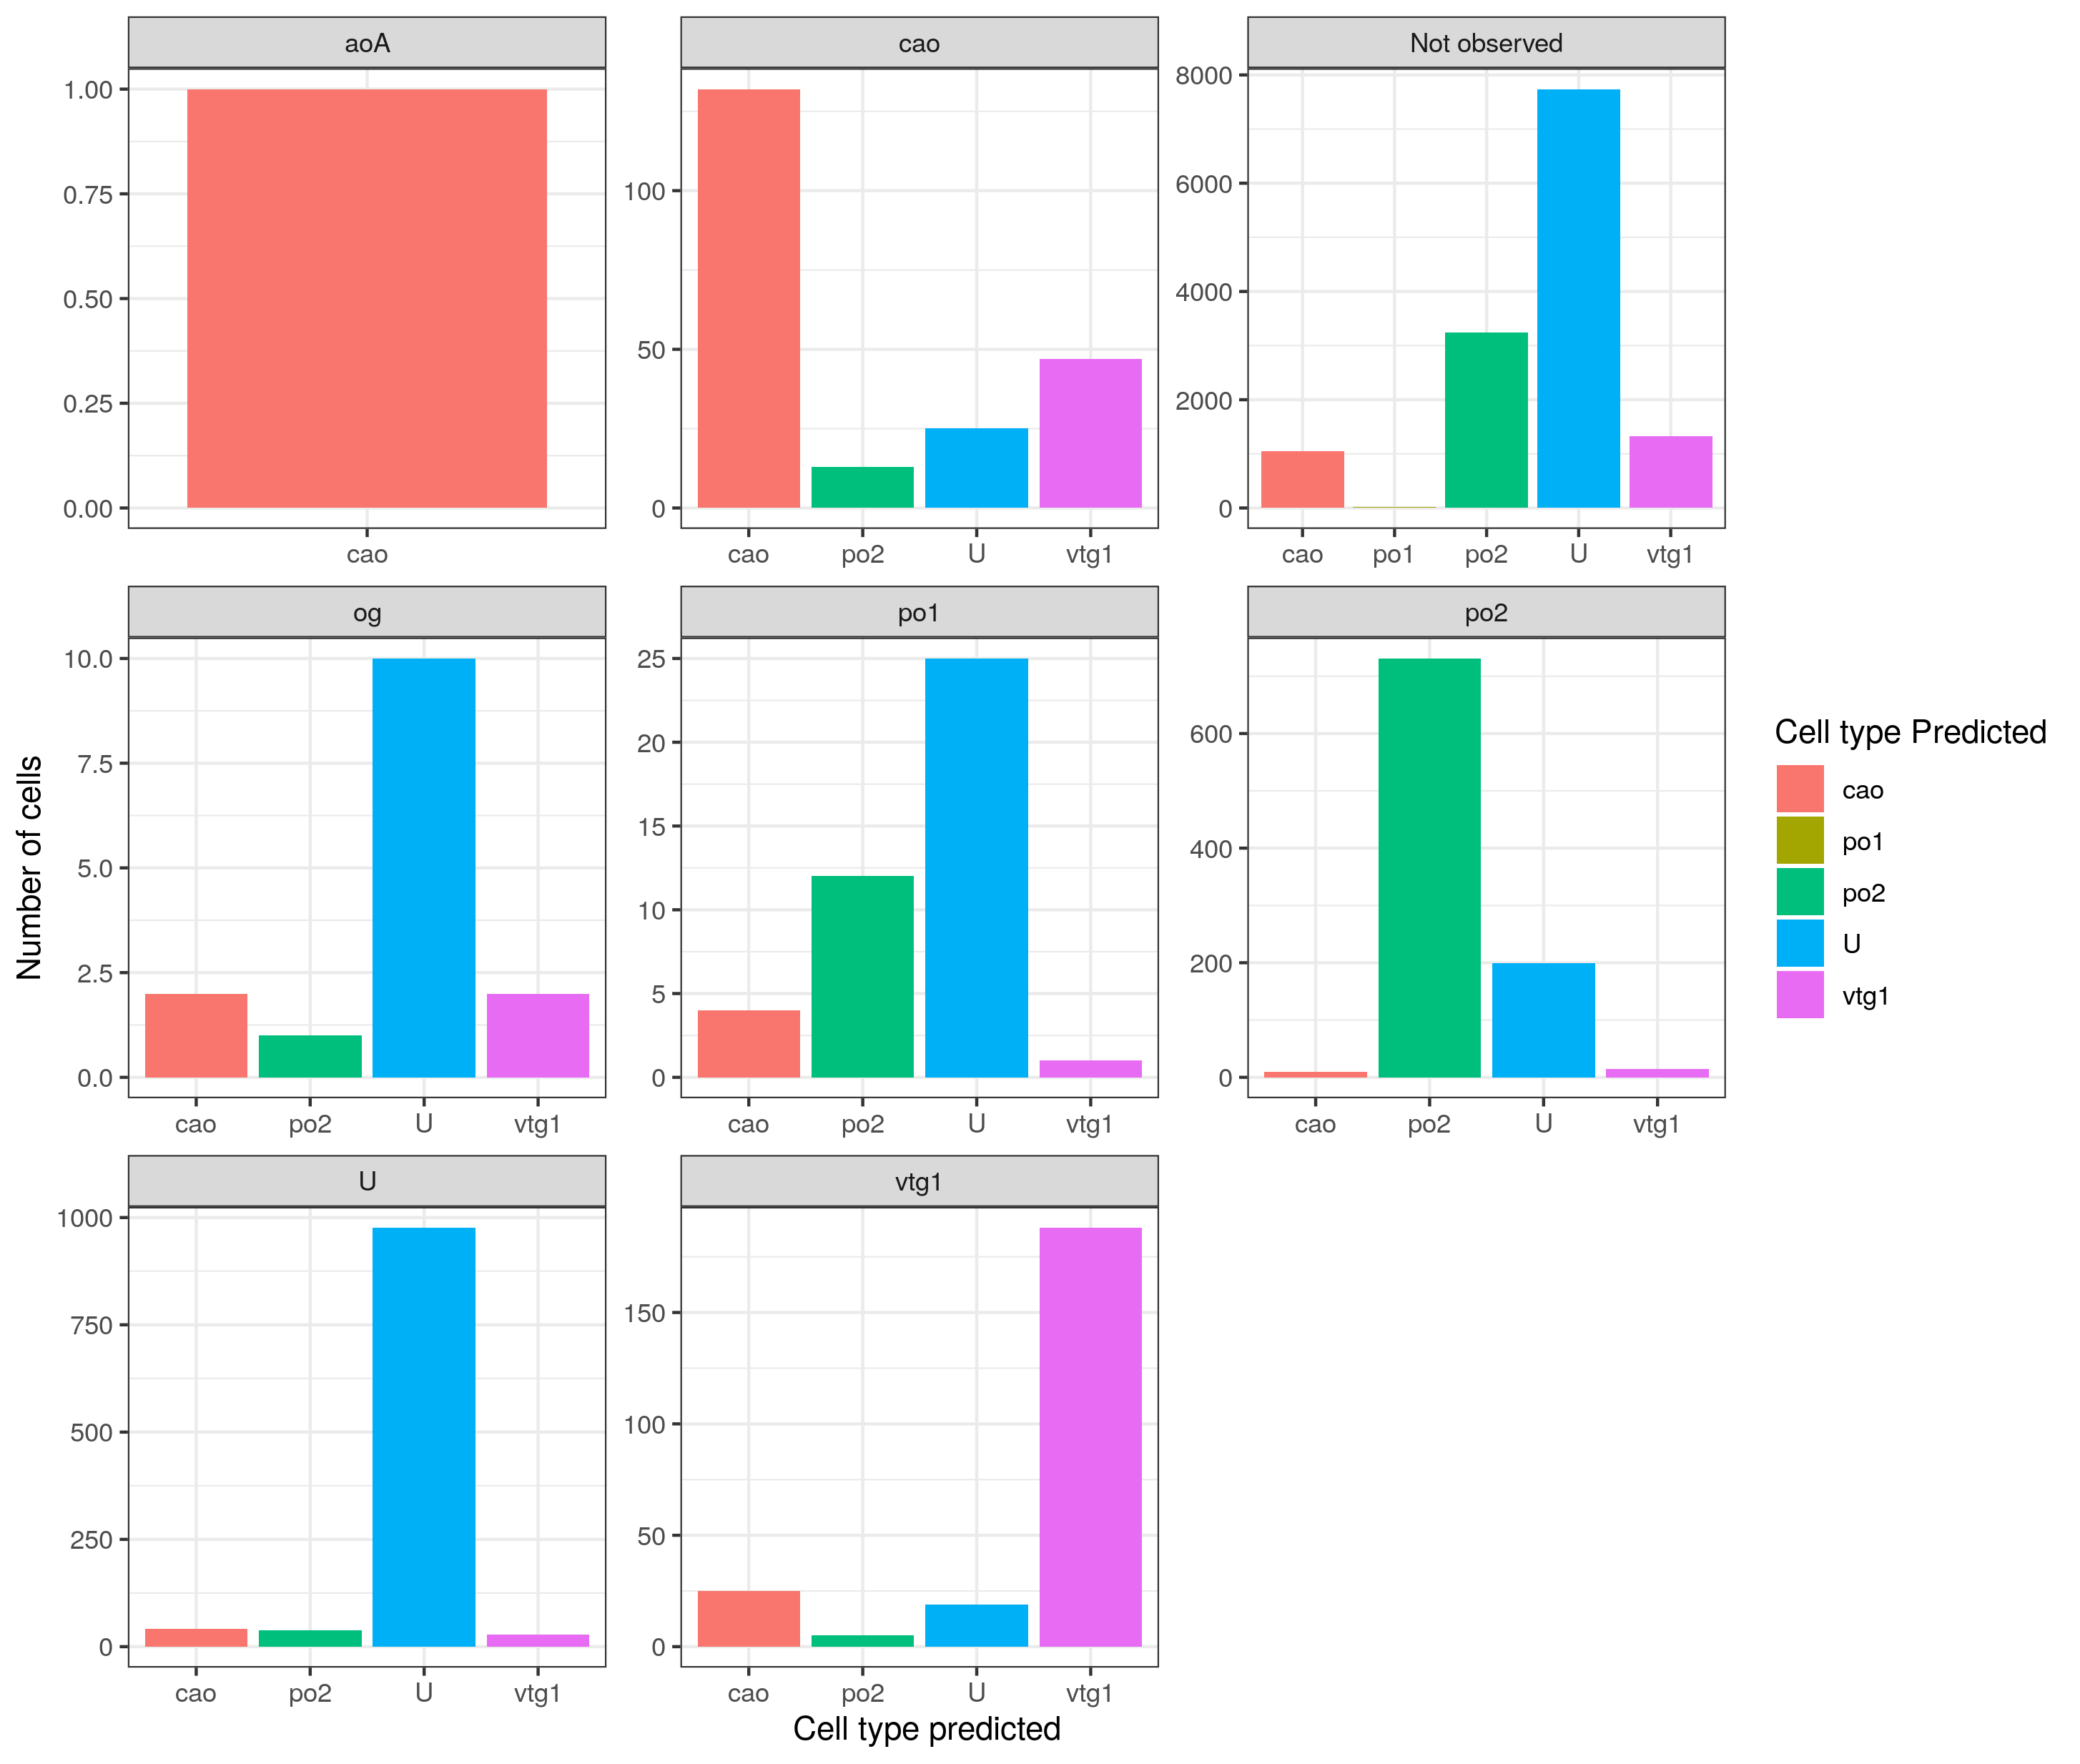 aoA
cao
Not observed
1.00
0.75
0.50
0.25
0.00
cao
100
50
0
cao po2 U vtg1
8000
6000
4000
2000
0
cao po1 po2 U vtg1
og
po1
po2
10.0
7.5
5.0
2.5
0.0
cao po2 U vtg1
25
20
15
10
5
0
cao po2 U vtg1
600
400
200
0
cao po2 U vtg1
U
vtg1
1000
750
500
250
0
cao po2 U vtg1
150
100
50
0
cao po2 U vtg1
Number of cells
Cell type predicted
Cell type Predicted
cao
po1
po2
U
vtg1